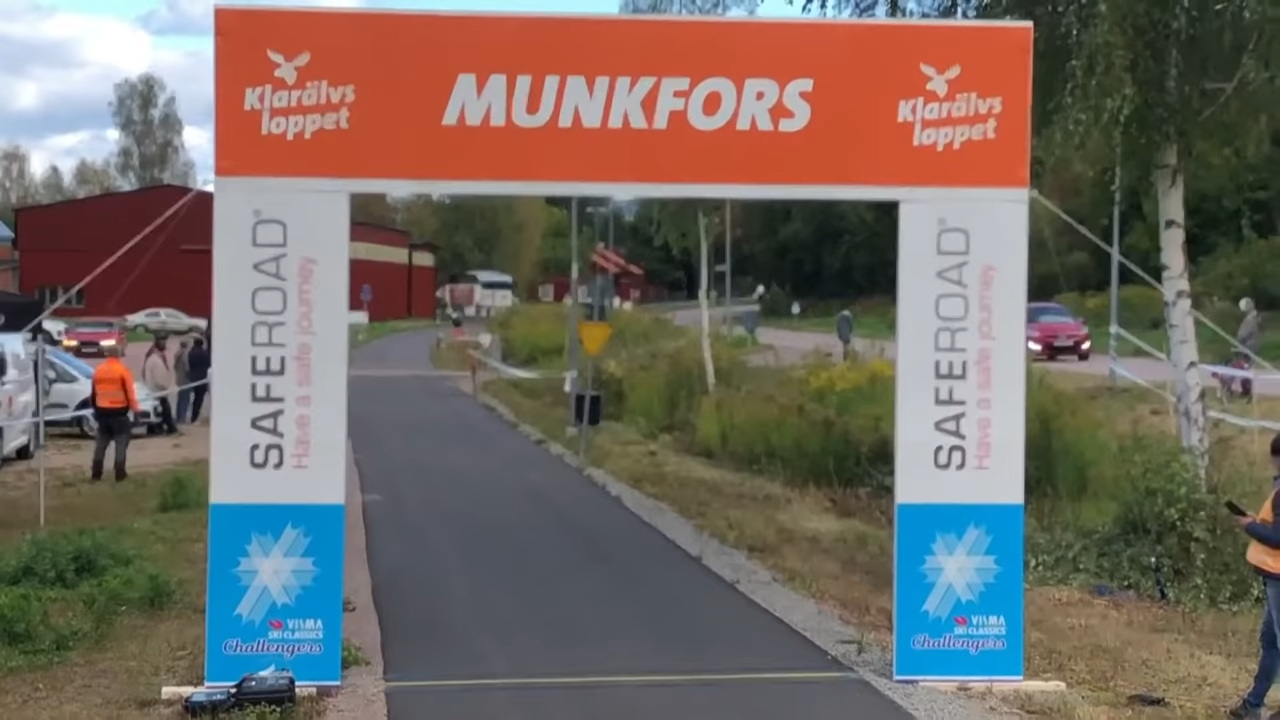 Klarälvs
loppet
MUNKFORS
Klarälvs
loppet
SAFEROAD®
Have a safe journey
SAFEROAD®
Have a safe journey
VISMA
SKI CLASSICS
Challengers
VISMA
SKI CLASSICS
Challengers